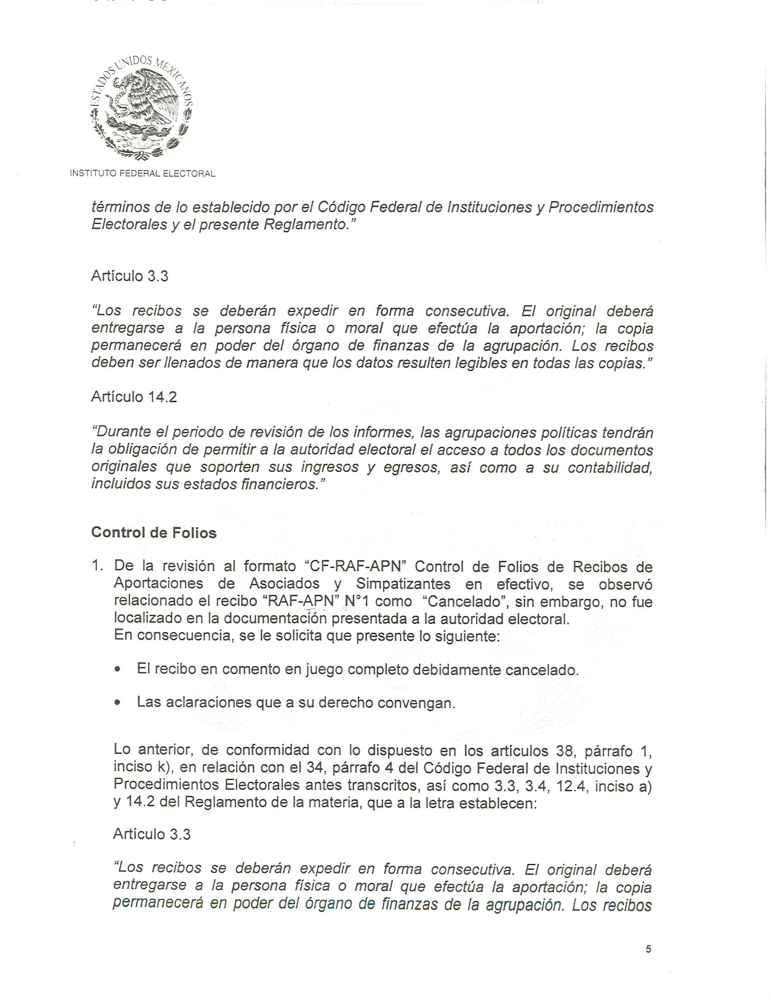 ESTADOS UNIDOS MEXICANOS
INSTITUTO FEDERAL ELECTORAL
términos de lo establecido por el Código Federal de Instituciones y Procedimientos
Electorales y el presente Reglamento.”
Artículo 3.3
“Los recibos se deberán expedir en forma consecutiva. El original deberá
entregarse a la persona física o moral que efectúa la aportación; la copia
permanecerá en poder del órgano de finanzas de la agrupación. Los recibos
deben ser llenados de manera que los datos resulten legibles en todas las copias.”
Artículo 14.2
“Durante el periodo de revisión de los informes, las agrupaciones políticas tendrán
la obligación de permitir a la autoridad electoral el acceso a todos los documentos
originales que soporten sus ingresos y egresos, así como a su contabilidad,
incluidos sus estados financieros.”
Control de Folios
1. De la revisión al formato “CF-RAF-APN” Control de Folios de Recibos de
Aportaciones de Asociados y Simpatizantes en efectivo, se observó
relacionado el recibo “RAF-APN” N°1 como “Cancelado”, sin embargo, no fue
localizado en la documentación presentada a la autoridad electoral.
En consecuencia, se le solicita que presente lo siguiente:
• El recibo en comento en juego completo debidamente cancelado.
• Las aclaraciones que a su derecho convengan.
Lo anterior, de conformidad con lo dispuesto en los artículos 38, párrafo 1,
inciso k), en relación con el 34, párrafo 4 del Código Federal de Instituciones y
Procedimientos Electorales antes transcritos, así como 3.3, 3.4, 12.4, inciso a)
y 14.2 del Reglamento de la materia, que a la letra establecen:
Artículo 3.3
“Los recibos se deberán expedir en forma consecutiva. El original deberá
entregarse a la persona física o moral que efectúa la aportación; la copia
permanecerá en poder del órgano de finanzas de la agrupación. Los recibos
5